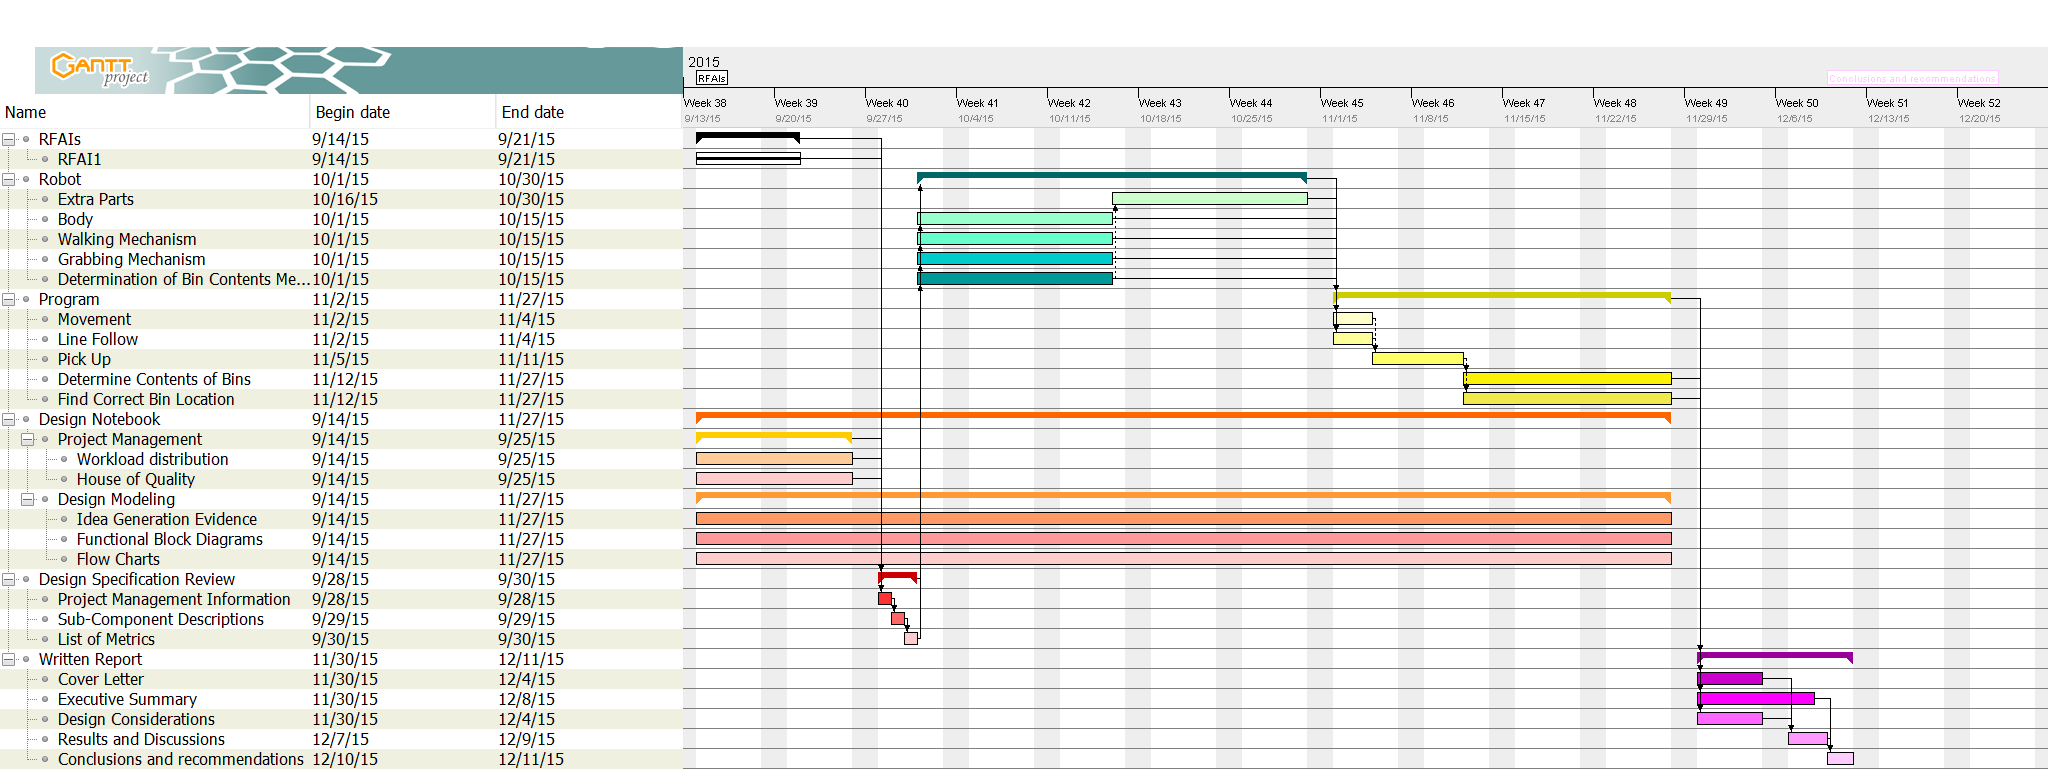 GANTT project
2015
RFAIs
Conclusions and recommendations
Name Begin date End date
Week 38 Week 39 Week 40 Week 41 Week 42 Week 43 Week 44 Week 45 Week 46 Week 47 Week 48 Week 49 Week 50 Week 51 Week 52
9/13/15 9/20/15 9/27/15 10/4/15 10/11/15 10/18/15 10/25/15 11/1/15 11/8/15 11/15/15 11/22/15 11/29/15 12/6/15 12/13/15 12/20/15
RFAIs 9/14/15 9/21/15
RFAI1 9/14/15 9/21/15
Robot 10/1/15 10/30/15
Extra Parts 10/16/15 10/30/15
Body 10/1/15 10/15/15
Walking Mechanism 10/1/15 10/15/15
Grabbing Mechanism 10/1/15 10/15/15
Determination of Bin Contents Me... 10/1/15 10/15/15
Program 11/2/15 11/27/15
Movement 11/2/15 11/4/15
Line Follow 11/2/15 11/4/15
Pick Up 11/5/15 11/11/15
Determine Contents of Bins 11/12/15 11/27/15
Find Correct Bin Location 11/12/15 11/27/15
Design Notebook 9/14/15 11/27/15
Project Management 9/14/15 9/25/15
Workload distribution 9/14/15 9/25/15
House of Quality 9/14/15 9/25/15
Design Modeling 9/14/15 11/27/15
Idea Generation Evidence 9/14/15 11/27/15
Functional Block Diagrams 9/14/15 11/27/15
Flow Charts 9/14/15 11/27/15
Design Specification Review 9/28/15 9/30/15
Project Management Information 9/28/15 9/28/15
Sub-Component Descriptions 9/29/15 9/29/15
List of Metrics 9/30/15 9/30/15
Written Report 11/30/15 12/11/15
Cover Letter 11/30/15 12/4/15
Executive Summary 11/30/15 12/8/15
Design Considerations 11/30/15 12/4/15
Results and Discussions 12/7/15 12/9/15
Conclusions and recommendations 12/10/15 12/11/15